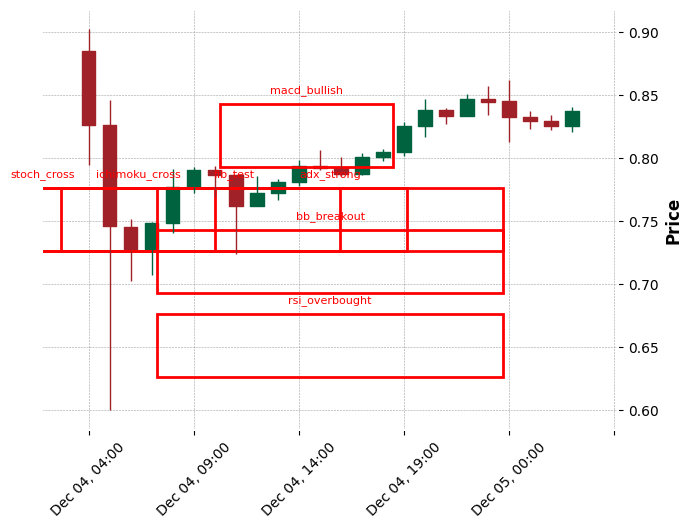 macd_bullish
stoch_cross
ichimoku_cross
adx_strong
bb_breakout
rsi_overbought
0.90
0.85
0.80
0.75
0.70
0.65
0.60
Price
Dec 04, 04:00
Dec 04, 09:00
Dec 04, 14:00
Dec 04, 19:00
Dec 05, 00:00